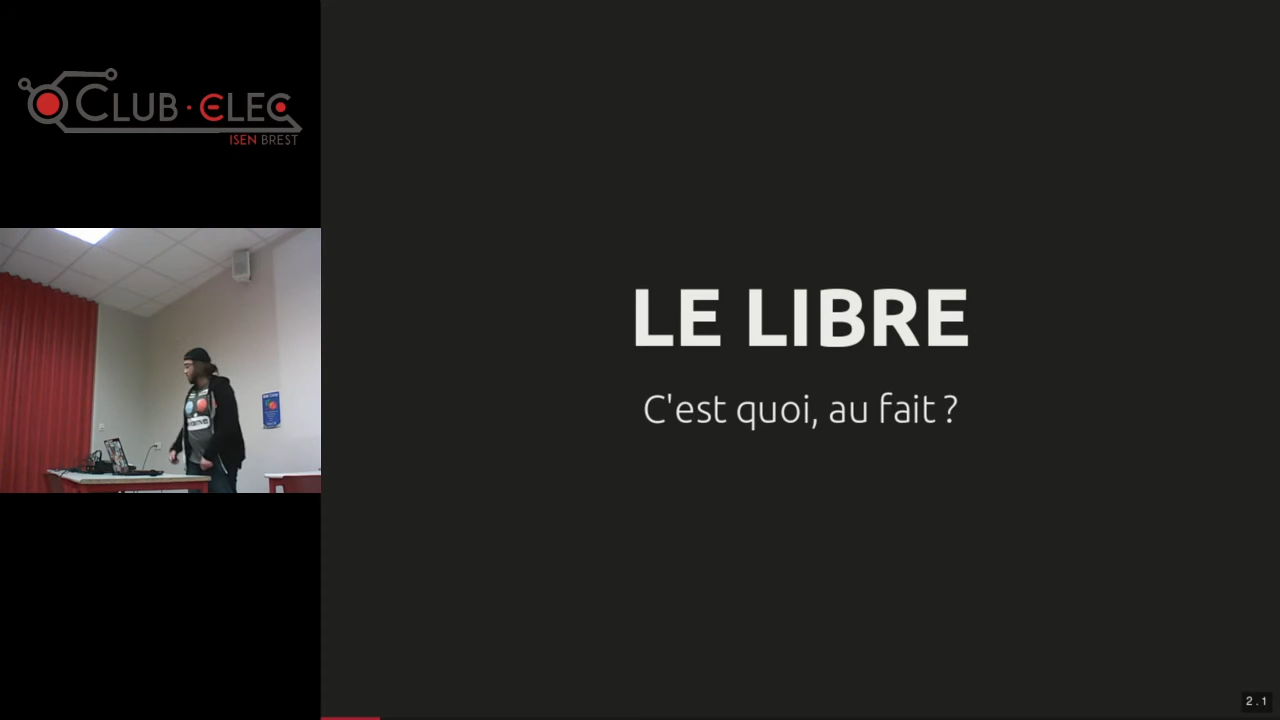 CLUB · ELEC
ISEN BREST
LE LIBRE
C'est quoi, au fait ?
2.1